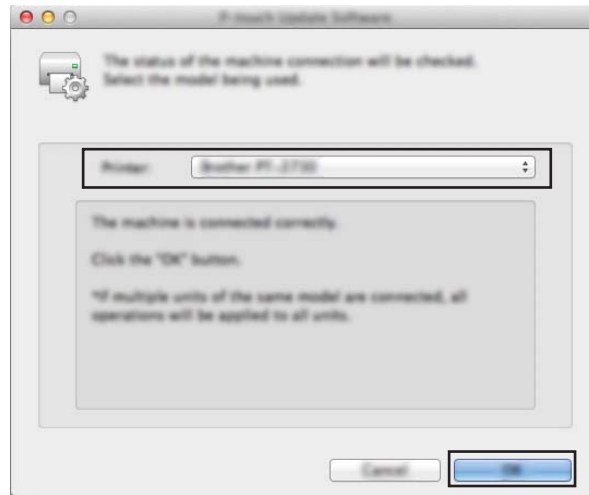 P-touch Update Software
The status of the machine connection will be checked.
Select the model being used.
Printer:
Brother PT-2730
The machine is connected correctly.
Click the "OK" button.
*If multiple units of the same model are connected, all
operations will be applied to all units.
Cancel
OK